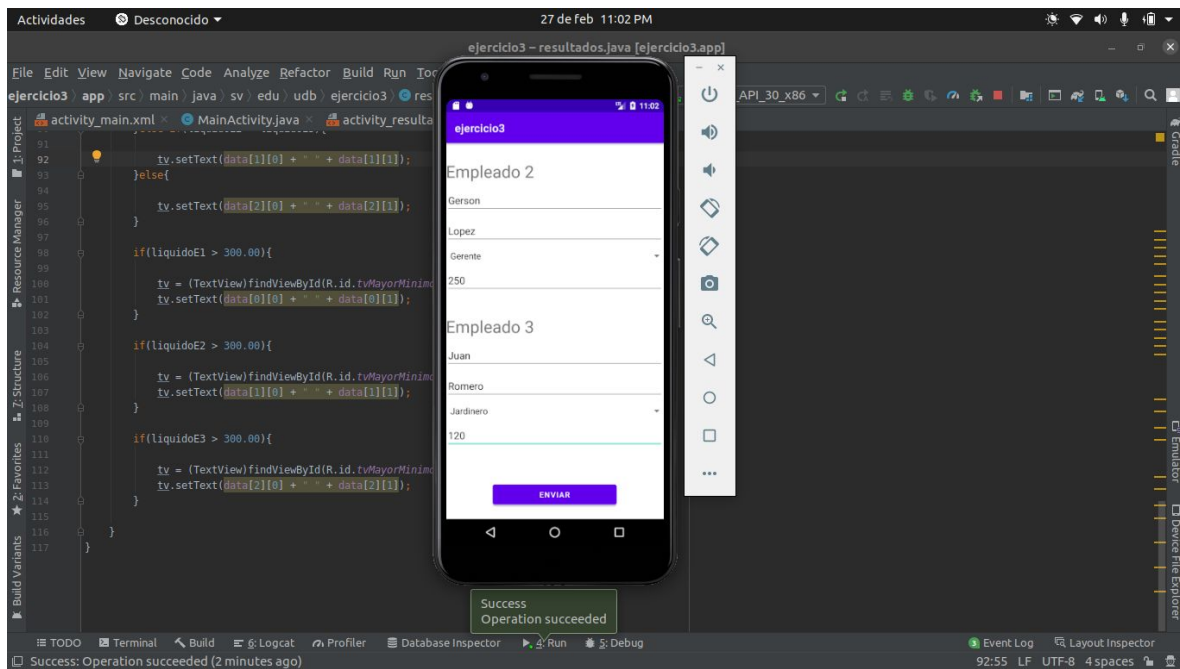 Actividades
Desconocido
27 de feb 11:02 PM
ejercicio3 – resultados.java [ejercicio3.app]
File Edit View Navigate Code Analyze Refactor Build Run
ejercicio3 app src main java sv edu udb ejercicio3
_API_30_x86
activity_main.xml MainActivity.java
1: Project
Resource Manager
7: Structure
2: Favorites
Build Variants
91
92 tv.setText(data[1][0] + " " + data[1][1]);
93 }else{
94
95 tv.setText(data[2][0] + " " + data[2][1]);
96 }
97
98 if(liquidoE1 > 300.00){
99
100 tv = (TextView)findViewById(R.id.tvMayorMinimo
101 tv.setText(data[0][0] + " " + data[0][1]);
102 }
103
104 if(liquidoE2 > 300.00){
105
106 tv = (TextView)findViewById(R.id.tvMayorMinimo
107 tv.setText(data[1][0] + " " + data[1][1]);
108 }
109
110 if(liquidoE3 > 300.00){
111
112 tv = (TextView)findViewById(R.id.tvMayorMinimo
113 tv.setText(data[2][0] + " " + data[2][1]);
114 }
115
116 }
117 }
11:02
ejercicio3
Empleado 2
Gerson
Lopez
Gerente
250
Empleado 3
Juan
Romero
Jardinero
120
ENVIAR
Gradle
Emulator
Device File Explorer
Success
Operation succeeded
TODO Terminal Build 6: Logcat Profiler Database Inspector 4: Run 5: Debug
3 Event Log Layout Inspector
Success: Operation succeeded (2 minutes ago)
92:55 LF UTF-8 4 spaces